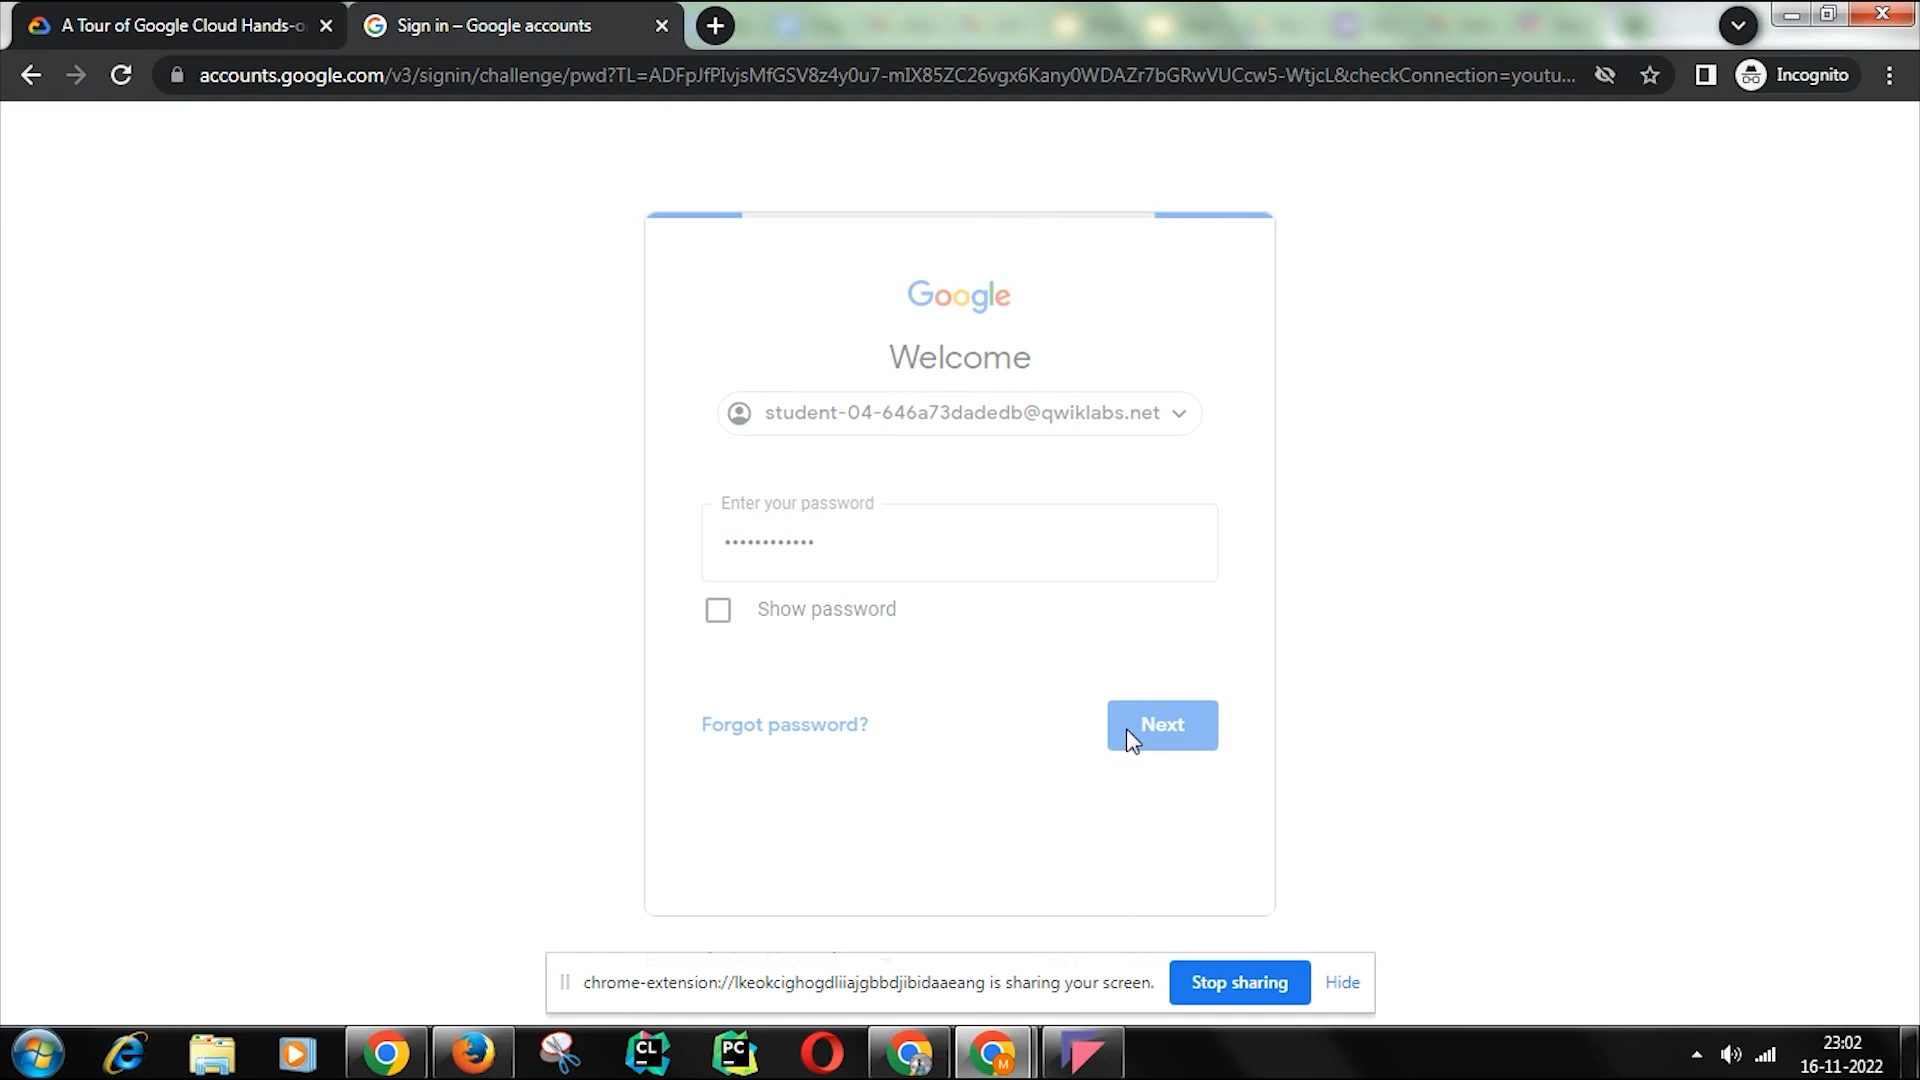 A Tour of Google Cloud Hands-o
Sign in – Google accounts
accounts.google.com/v3/signin/challenge/pwd?TL=ADFpJfPIvjsMfGSV8z4y0u7-mIX85ZC26vgx6Kany0WDAZr7bGRwVUCcw5-WtjcL&checkConnection=youtu...
Incognito
Google
Welcome
student-04-646a73dadedb@qwiklabs.net
Enter your password
••••••••••••
Show password
Forgot password?
Next
chrome-extension://lkeokcighogdliiajgbbdjibidaaeang is sharing your screen.
Stop sharing
Hide
CL
PC
M
23:02
16-11-2022